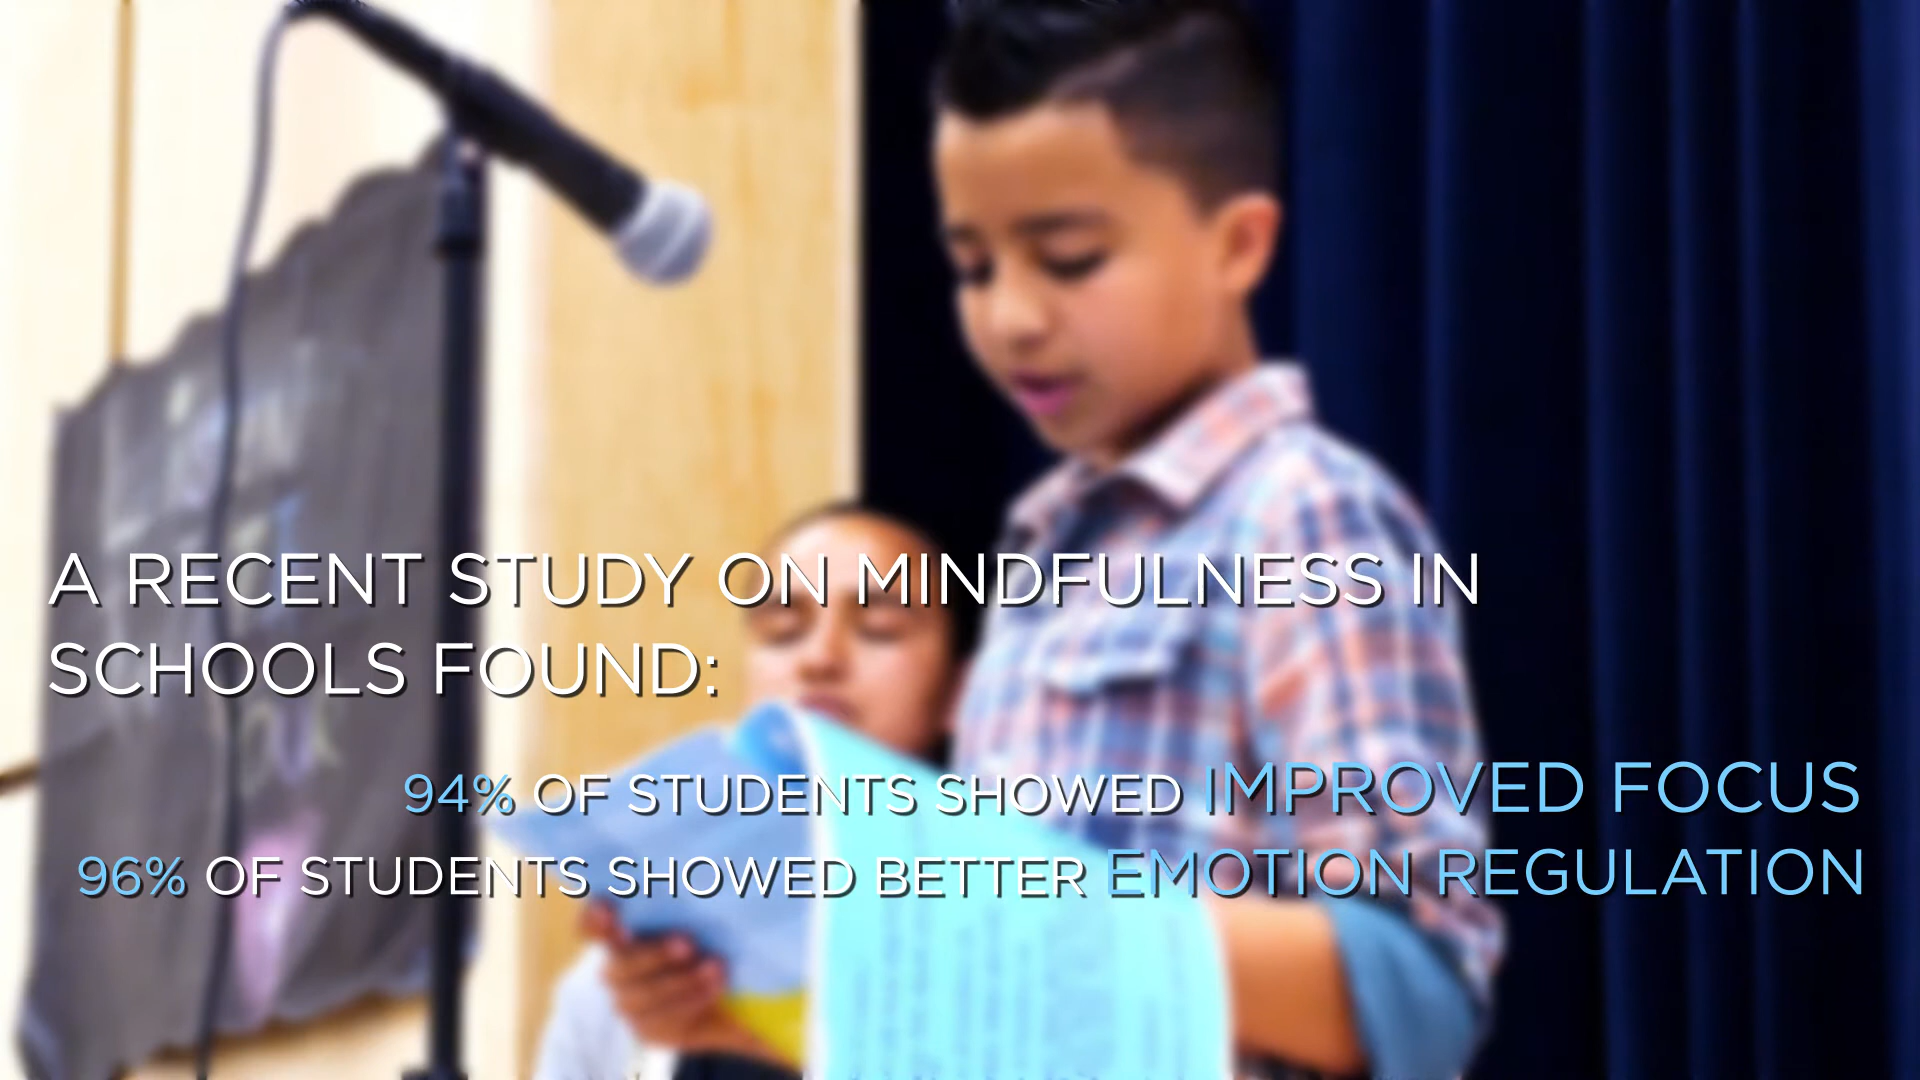 A RECENT STUDY ON MINDFULNESS IN
SCHOOLS FOUND:
94% OF STUDENTS SHOWED IMPROVED FOCUS
96% OF STUDENTS SHOWED BETTER EMOTION REGULATION